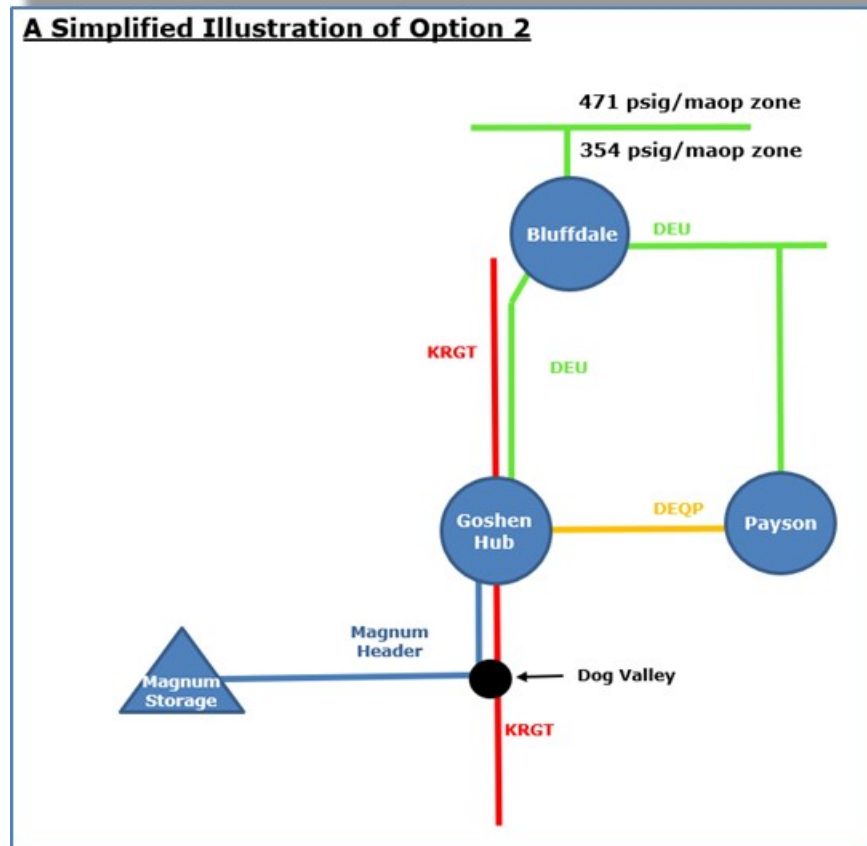 A Simplified Illustration of Option 2
471 psig/maop zone
354 psig/maop zone
Bluffdale
DEU
KRGT
DEU
Goshen
Hub
DEQP
Payson
Magnum
Header
Magnum
Storage
Dog Valley
KRGT